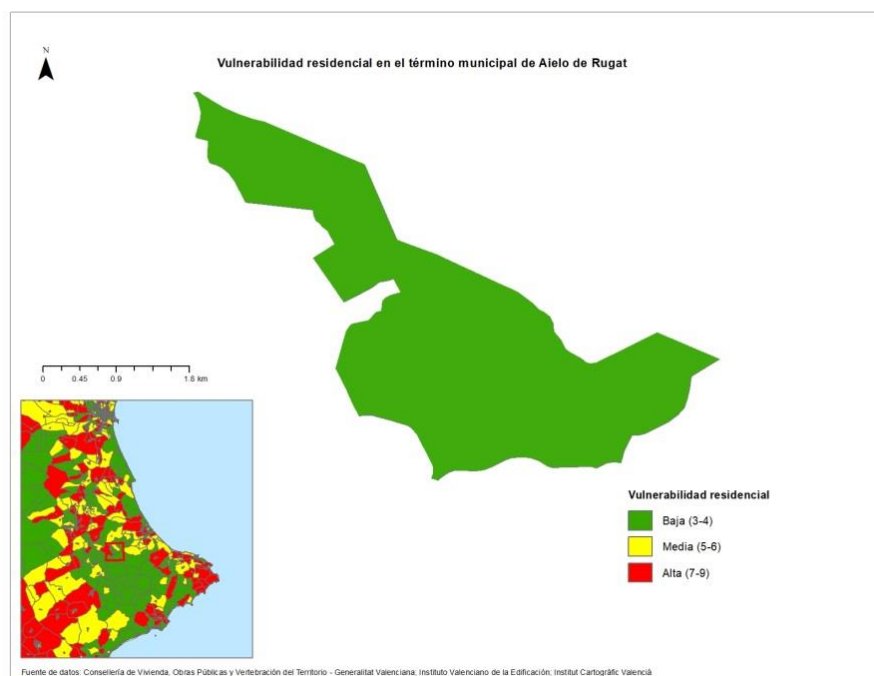 N
Vulnerabilidad residencial en el término municipal de Aielo de Rugat
0 0.45 0.9 1.8 km
Vulnerabilidad residencial
Baja (3-4)
Media (5-6)
Alta (7-9)
Fuente de datos: Consellería de Vivienda, Obras Públicas y Vertebración del Territorio - Generalitat Valenciana; Instituto Valenciano de la Edificación; Institut Cartogràfic Valencià